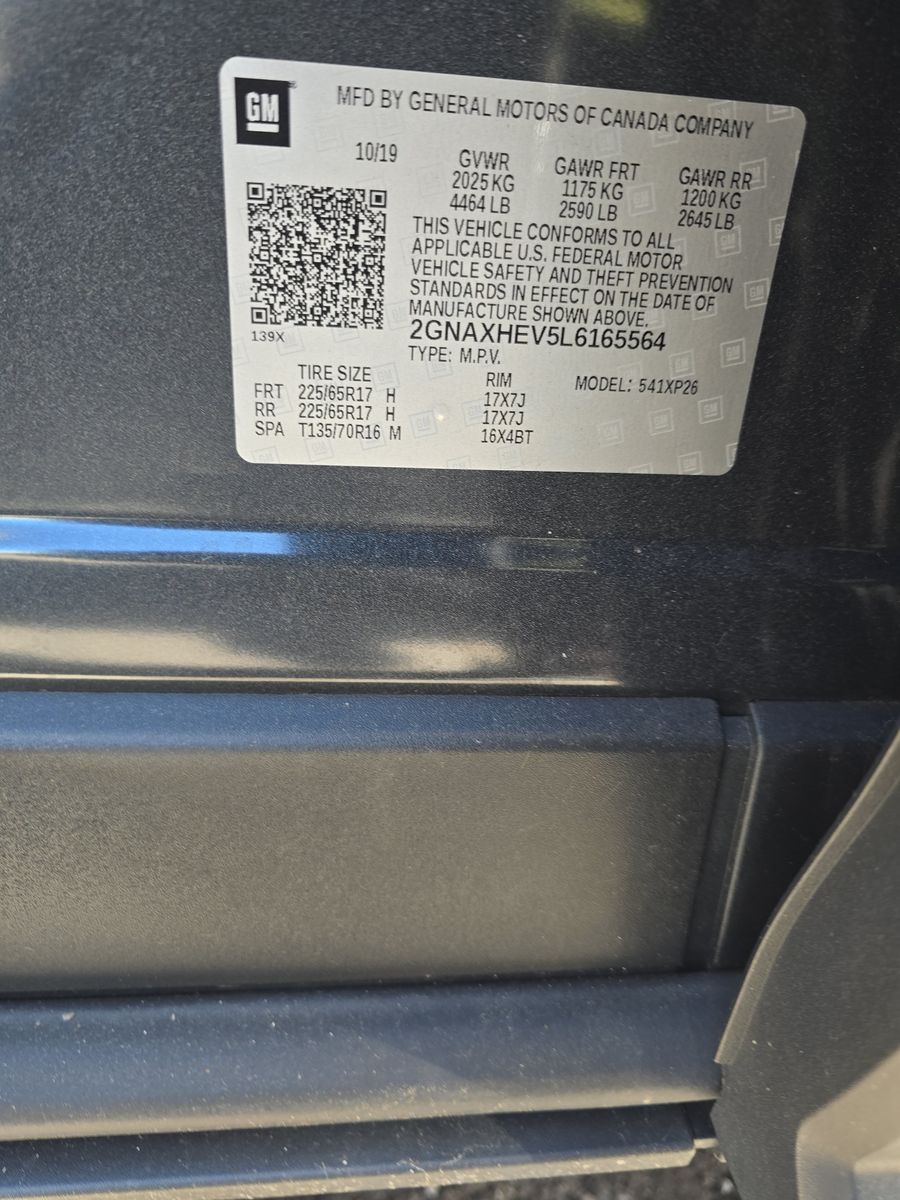 GM
MFD BY GENERAL MOTORS OF CANADA COMPANY
10/19
GVWR GAWR FRT GAWR RR
2025 KG 1175 KG 1200 KG
4464 LB 2590 LB 2645 LB
THIS VEHICLE CONFORMS TO ALL
APPLICABLE U.S. FEDERAL MOTOR
VEHICLE SAFETY AND THEFT PREVENTION
STANDARDS IN EFFECT ON THE DATE OF
MANUFACTURE SHOWN ABOVE.
139X
2GNAXHEV5L6165564
TYPE: M.P.V.
TIRE SIZE RIM MODEL: 541XP26
FRT 225/65R17 H 17X7J
RR 225/65R17 H 17X7J
SPA T135/70R16 M 16X4BT